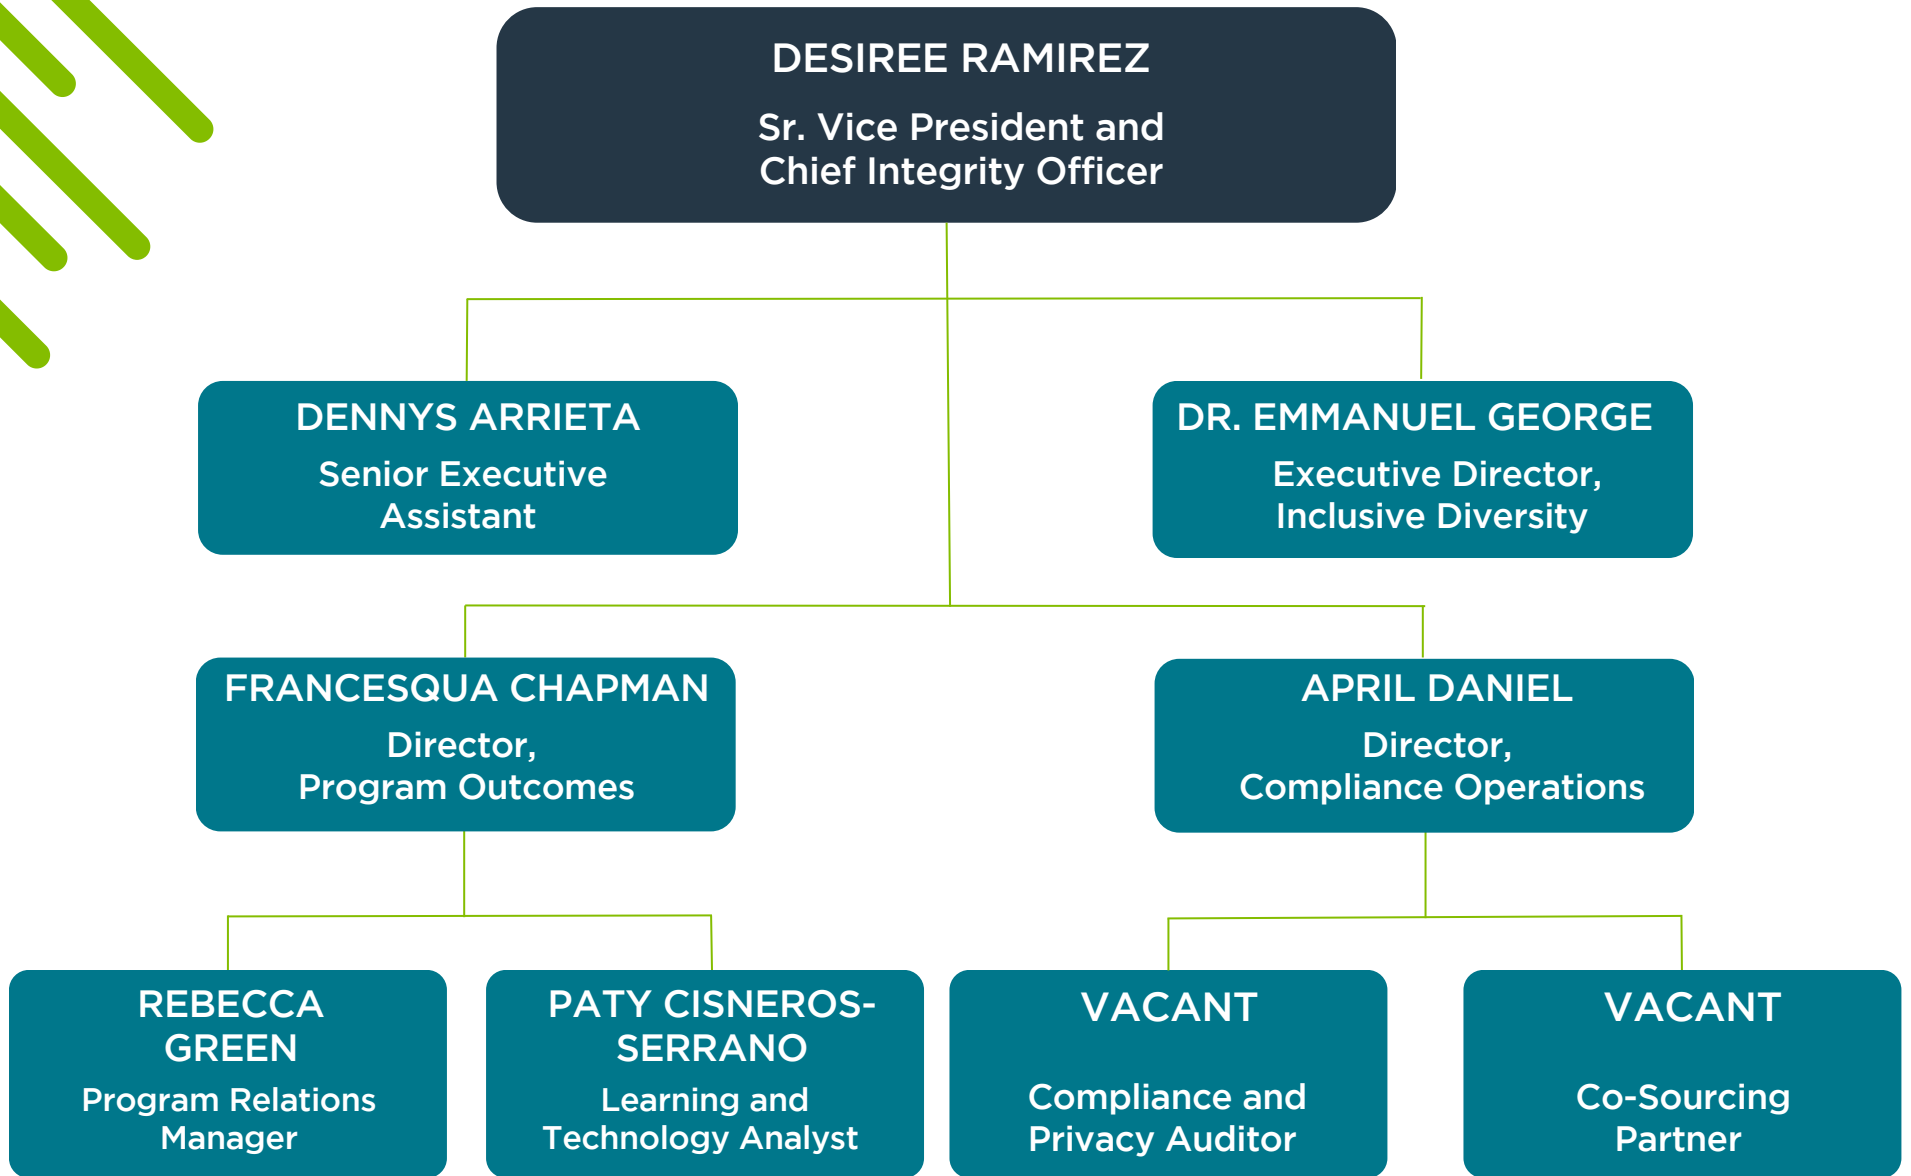 DESIREE RAMIREZ
Sr. Vice President and
Chief Integrity Officer
DENNYS ARRIETA
Senior Executive
Assistant
DR. EMMANUEL GEORGE
Executive Director,
Inclusive Diversity
FRANCESQUA CHAPMAN
Director,
Program Outcomes
APRIL DANIEL
Director,
Compliance Operations
REBECCA
GREEN
Program Relations
Manager
PATY CISNEROS-
SERRANO
Learning and
Technology Analyst
VACANT
Compliance and
Privacy Auditor
VACANT
Co-Sourcing
Partner